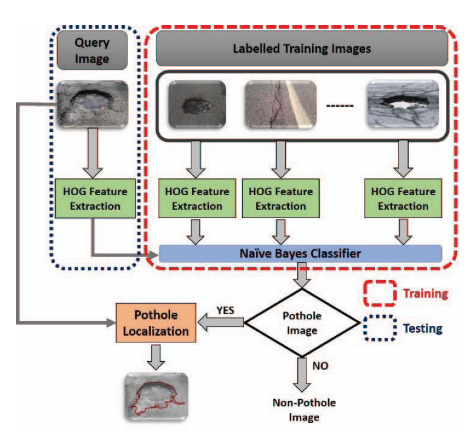 Query
Image
Labelled Training Images
------
HOG Feature
Extraction
HOG Feature
Extraction
HOG Feature
Extraction
HOG Feature
Extraction
Naïve Bayes Classifier
Pothole
Localization
YES
Pothole
Image
Training
Testing
NO
Non-Pothole
Image